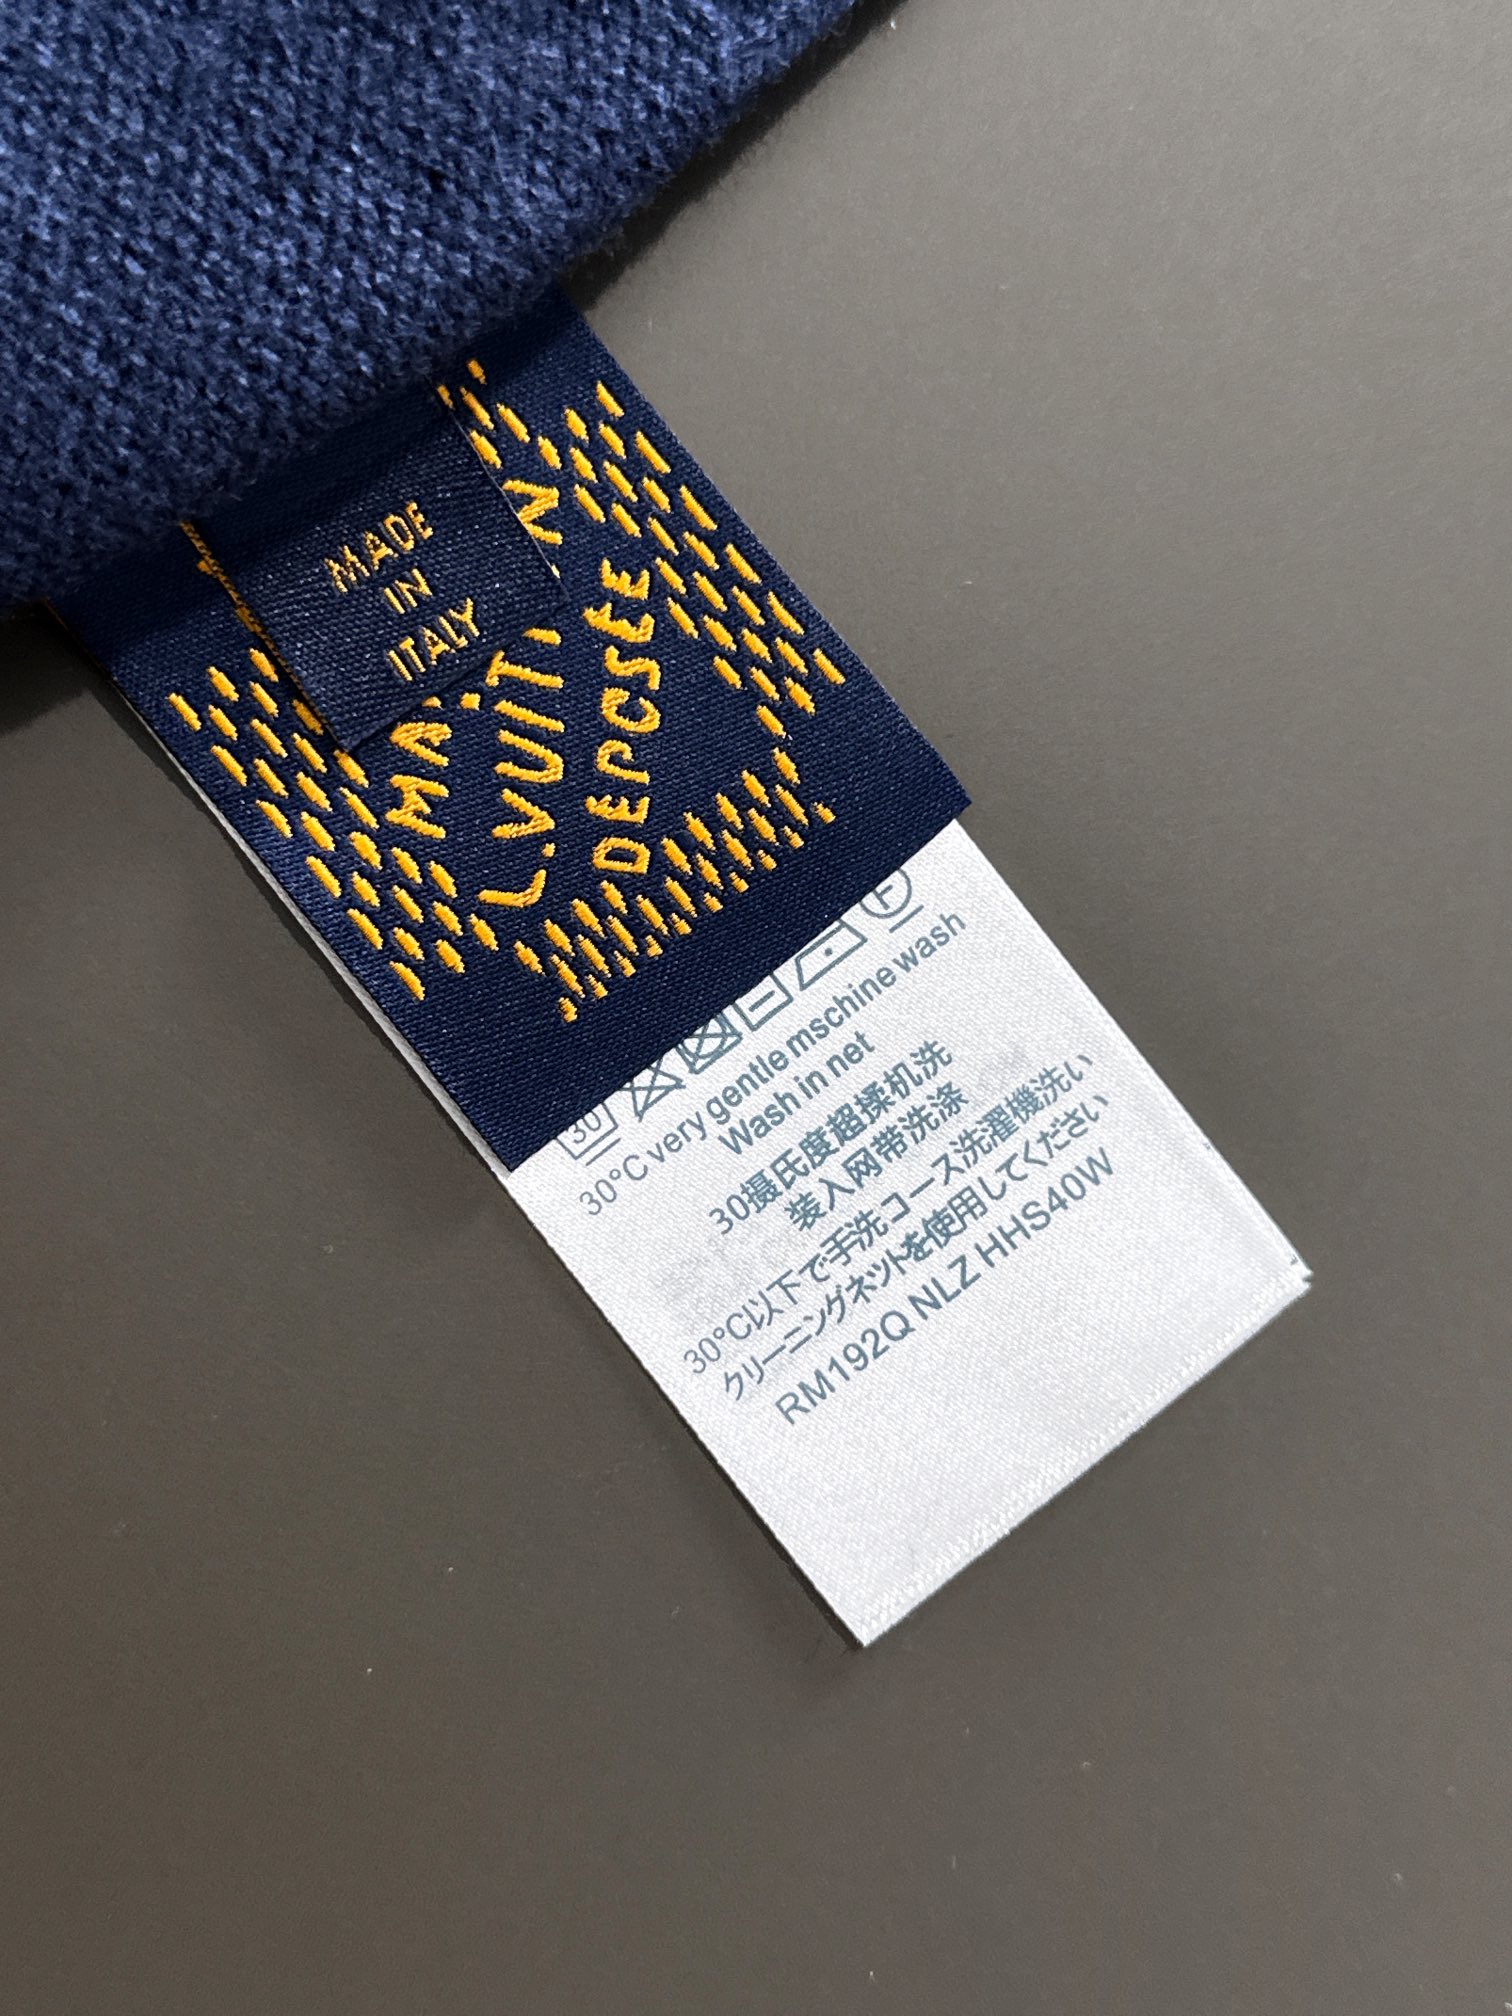 MADE
IN
ITALY
L.VUITT
DEPOSEE
30
F
30°C very gentle mschine wash
Wash in net
30摄氏度超揉机洗
装入网带洗涤
30°C以下で手洗コース洗濯機洗い
クリーニングネットを使用してください
RM192Q NLZ HHS40W